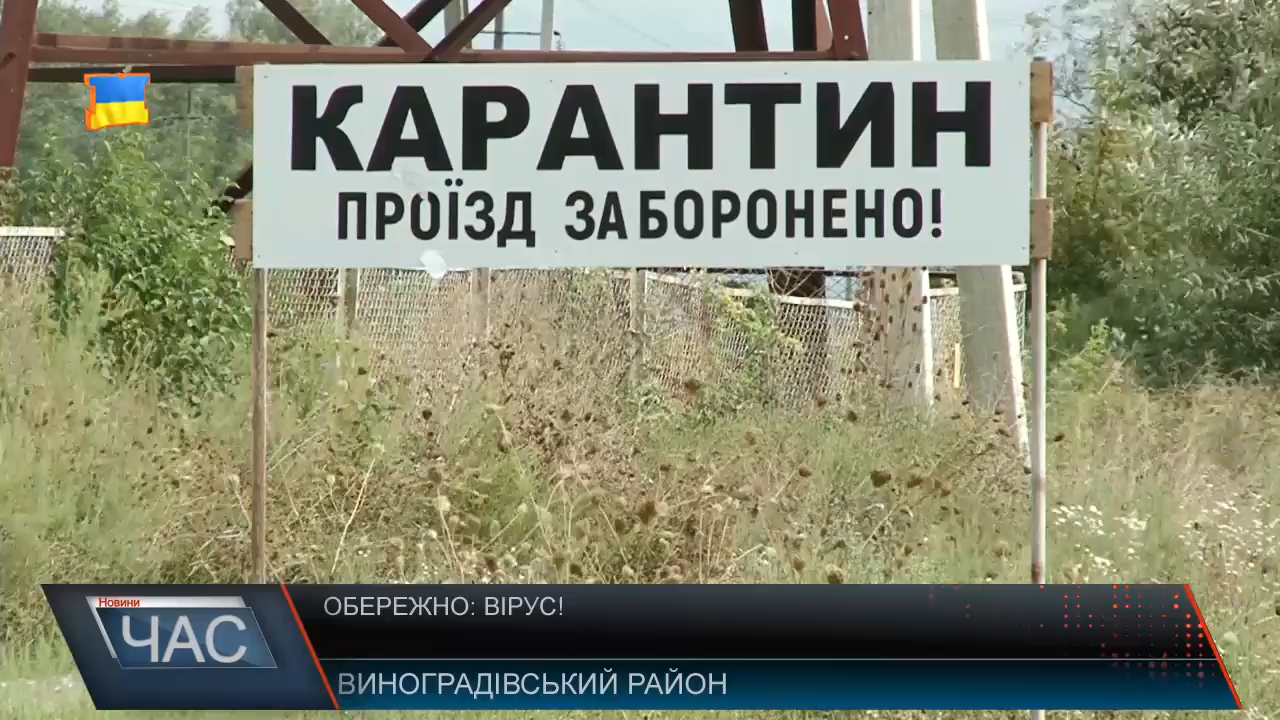 КАРАНТИН
ПРОЇЗД ЗАБОРОНЕНО!
Новини
ЧАС
ОБЕРЕЖНО: ВІРУС!
ВИНОГРАДІВСЬКИЙ РАЙОН